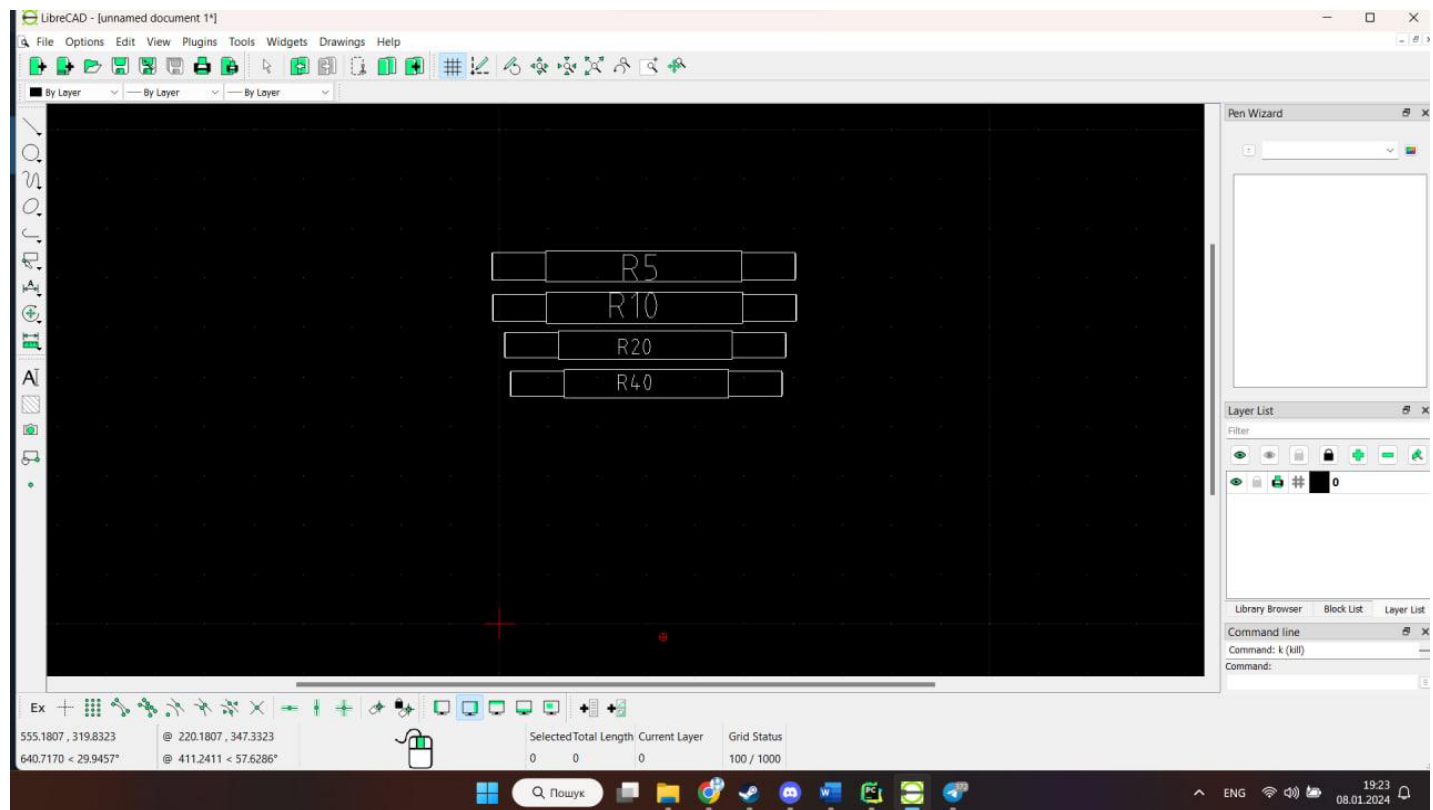 LibreCAD - [unnamed document 1*]
File Options Edit View Plugins Tools Widgets Drawings Help
By Layer By Layer By Layer
Pen Wizard
R5
R10
R20
R40
Layer List
Filter
0
Library Browser Block List Layer List
Command line
Command: k (kill)
Command:
Ex
555.1807 , 319.8323 @ 220.1807 , 347.3323 Selected Total Length Current Layer Grid Status
640.7170 < 29.9457° @ 411.2411 < 57.6286° 0 0 0 100 / 1000
Пошук
ENG 19:23
08.01.2024